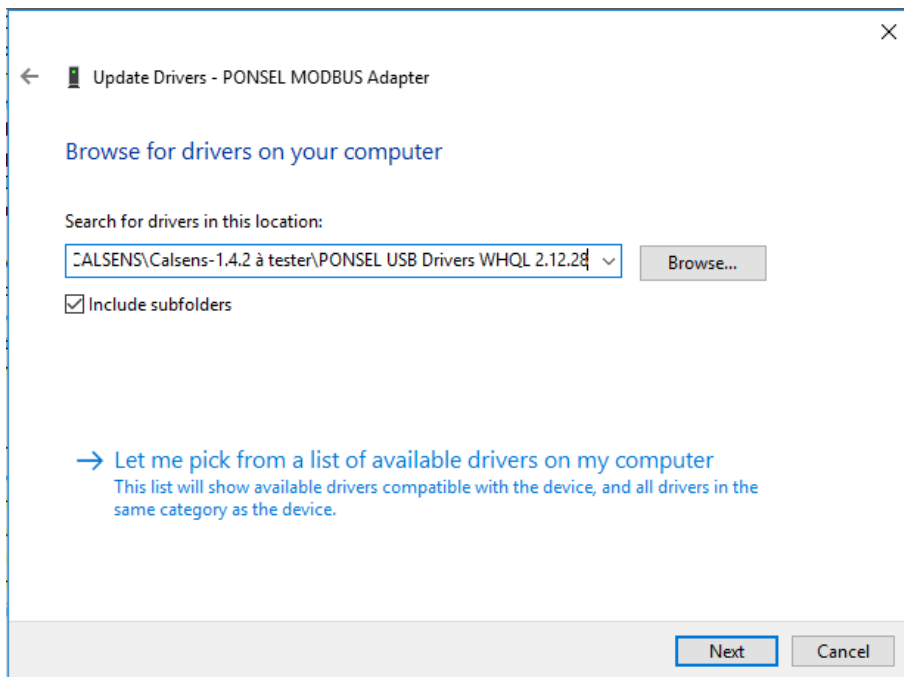 Update Drivers - PONSEL MODBUS Adapter
Browse for drivers on your computer
Search for drivers in this location:
CALSENS\Calsens-1.4.2 à tester\PONSEL USB Drivers WHQL 2.12.28
Browse...
Include subfolders
Let me pick from a list of available drivers on my computer
This list will show available drivers compatible with the device, and all drivers in the
same category as the device.
Next
Cancel